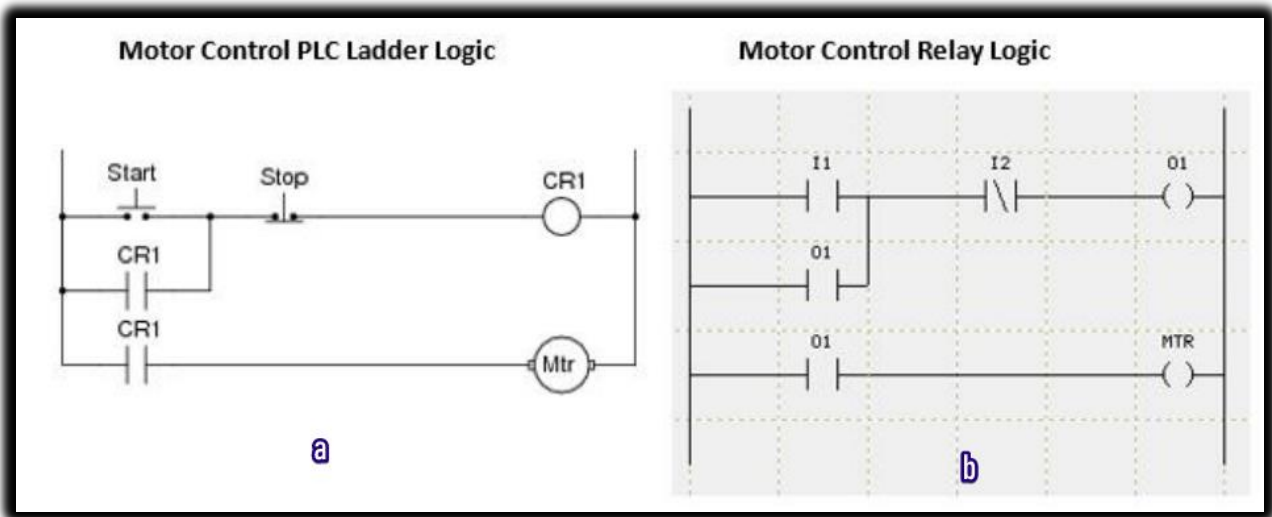 Motor Control PLC Ladder Logic
Motor Control Relay Logic
Start
Stop
CR1
CR1
CR1
Mtr
a
I1
I2
O1
O1
O1
MTR
b